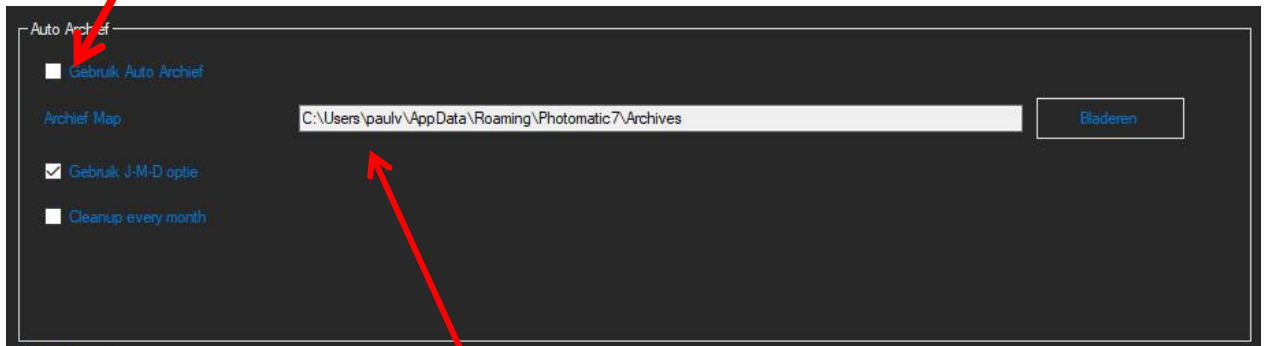 Auto Archief
Gebruik Auto Archief
Archief Map C:\Users\paulv\AppData\Roaming\Photomatic7\Archives Bladeren
Gebruik J-M-D optie
Cleanup every month